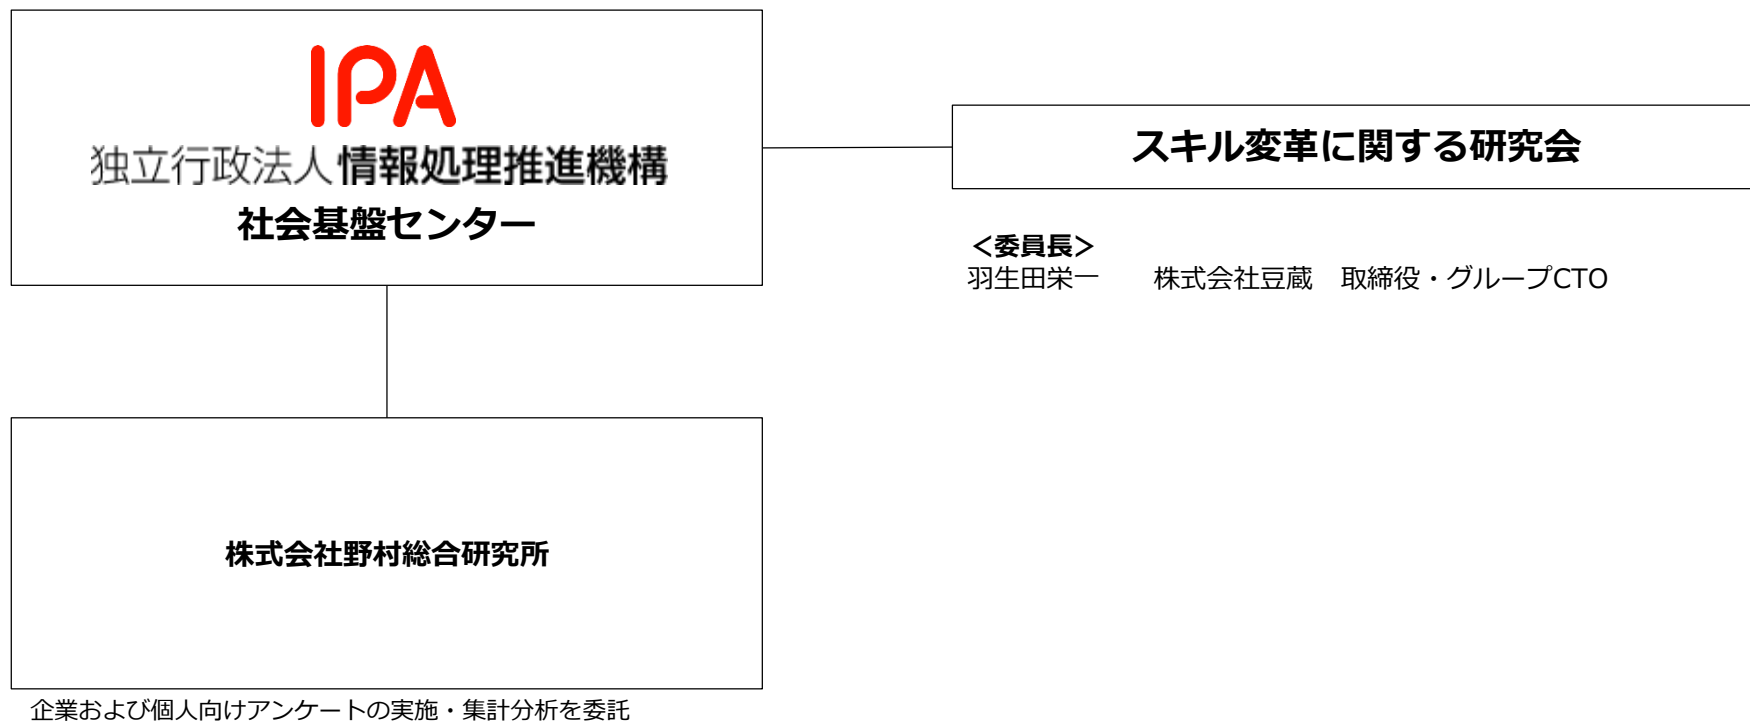 IPA
独立行政法人情報処理推進機構
社会基盤センター
スキル変革に関する研究会
＜委員長＞
羽生田栄一　　株式会社豆蔵　取締役・グループCTO
株式会社野村総合研究所
企業および個人向けアンケートの実施・集計分析を委託